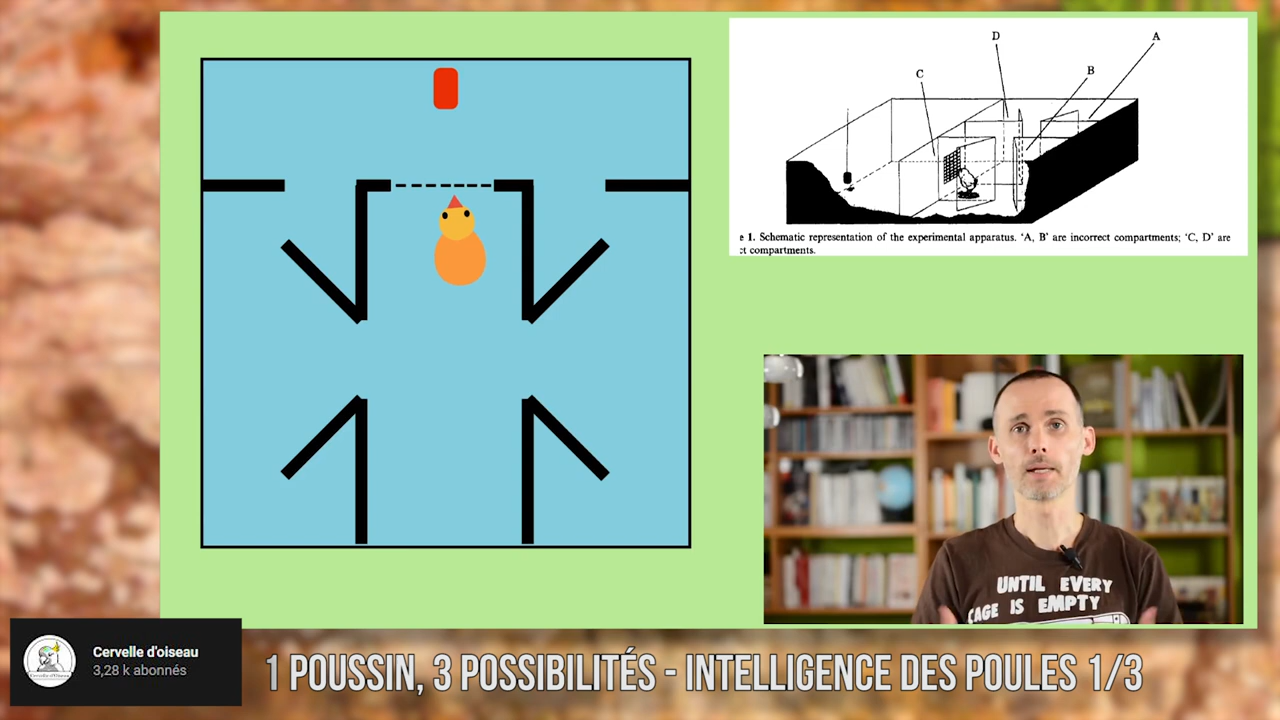 D
A
C
B
e 1. Schematic representation of the experimental apparatus. 'A, B' are incorrect compartments; 'C, D' are
ct compartments.
UNTIL EVERY
CAGE IS EMPTY
Cervelle d'oiseau
3,28 k abonnés
1 POUSSIN, 3 POSSIBILITÉS - INTELLIGENCE DES POULES 1/3